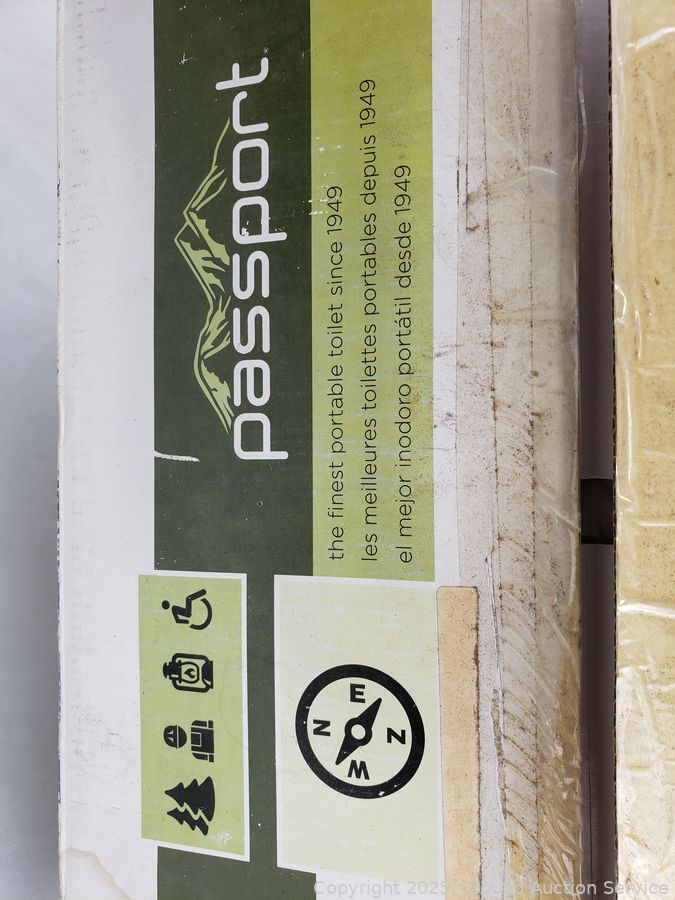 passport
the finest portable toilet since 1949
les meilleures toilettes portables depuis 1949
el mejor inodoro portátil desde 1949
N
E
W
Copyright 2025
Auction Service